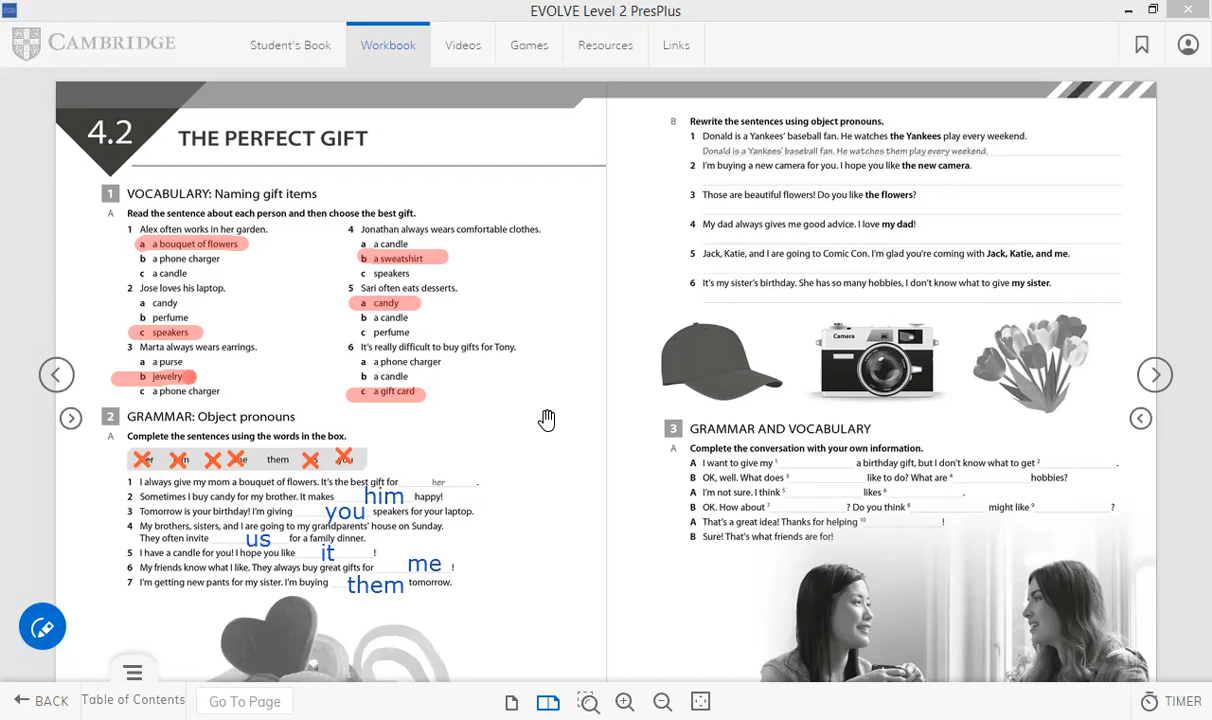 EVOLVE Level 2 PresPlus
CAMBRIDGE
Student's Book
Workbook
Videos
Games
Resources
Links
4.2
THE PERFECT GIFT
1 VOCABULARY: Naming gift items
A Read the sentence about each person and then choose the best gift.
1 Alex often works in her garden.
a a bouquet of flowers
b a phone charger
c a candle
2 Jose loves his laptop.
a candy
b perfume
c speakers
3 Marta always wears earrings.
a a purse
b jewelry
c a phone charger
4 Jonathan always wears comfortable clothes.
a a candle
b a sweatshirt
c speakers
5 Sari often eats desserts.
a candy
b a candle
c perfume
6 It's really difficult to buy gifts for Tony.
a a phone charger
b a candle
c a gift card
2 GRAMMAR: Object pronouns
A Complete the sentences using the words in the box.
them
1 I always give my mom a bouquet of flowers. It's the best gift for her .
2 Sometimes I buy candy for my brother. It makes him happy!
3 Tomorrow is your birthday! I'm giving you speakers for your laptop.
4 My brothers, sisters, and I are going to my grandparents' house on Sunday.
They often invite us for a family dinner.
5 I have a candle for you! I hope you like it !
6 My friends know what I like. They always buy great gifts for me !
7 I'm getting new pants for my sister. I'm buying them tomorrow.
B Rewrite the sentences using object pronouns.
1 Donald is a Yankees' baseball fan. He watches the Yankees play every weekend.
Donald is a Yankees' baseball fan. He watches them play every weekend.
2 I'm buying a new camera for you. I hope you like the new camera.
3 Those are beautiful flowers! Do you like the flowers?
4 My dad always gives me good advice. I love my dad!
5 Jack, Katie, and I are going to Comic Con. I'm glad you're coming with Jack, Katie, and me.
6 It's my sister's birthday. She has so many hobbies, I don't know what to give my sister.
Camera
3 GRAMMAR AND VOCABULARY
A Complete the conversation with your own information.
A I want to give my 1 a birthday gift, but I don't know what to get 2 .
B OK, well. What does 3 like to do? What are 4 hobbies?
A I'm not sure. I think 5 likes 6 .
B OK. How about 7 ? Do you think 8 might like 9 ?
A That's a great idea! Thanks for helping 10 !
B Sure! That's what friends are for!
BACK
Table of Contents
Go To Page
TIMER